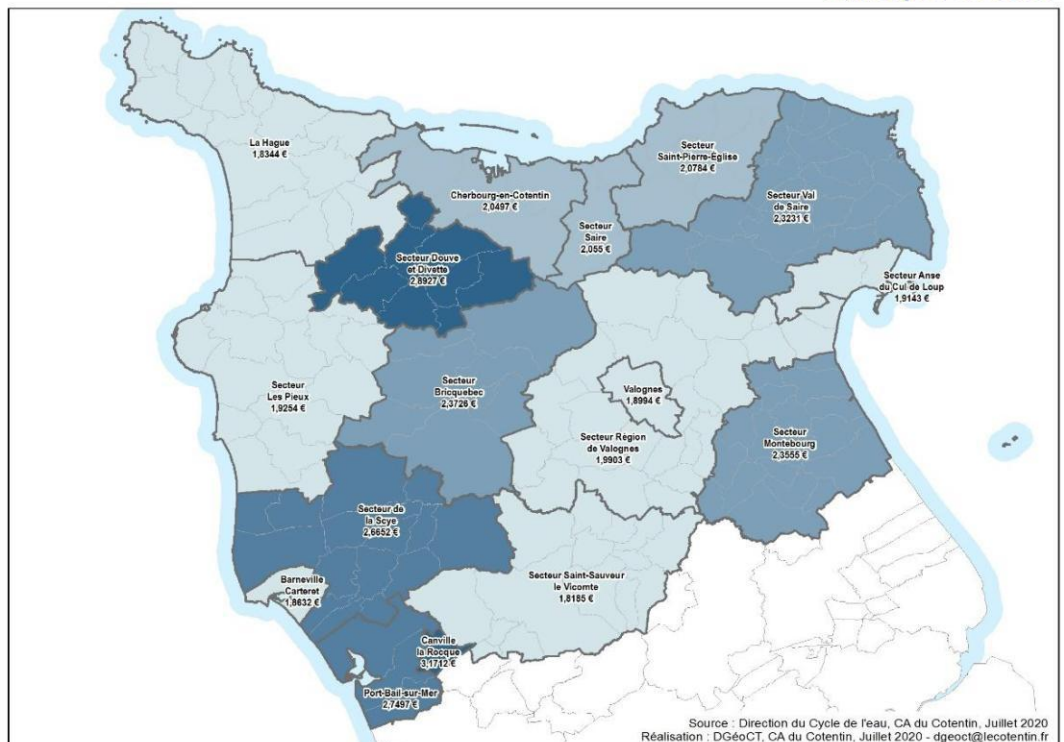 La Hague
1,8344 €
Cherbourg-en-Cotentin
2,0497 €
Secteur
Saint-Pierre-Église
2,0784 €
Secteur Val
de Saire
2,3231 €
Secteur
Saire
2,055 €
Secteur Douve
et Divette
2,8927 €
Secteur Anse
du Cul de Loup
1,9143 €
Secteur
Les Pieux
1,9254 €
Secteur
Bricquebec
2,3726 €
Valognes
1,8994 €
Secteur Région
de Valognes
1,9903 €
Secteur
Montebourg
2,3555 €
Secteur de
la Scye
2,6652 €
Barneville
Carteret
1,8632 €
Secteur Saint-Sauveur
le Vicomte
1,8185 €
Canville
la Rocque
3,1712 €
Port-Bail-sur-Mer
2,7497 €
Source : Direction du Cycle de l'eau, CA du Cotentin, Juillet 2020
Réalisation : DGéoCT, CA du Cotentin, Juillet 2020 - dgeoct@lecotentin.fr